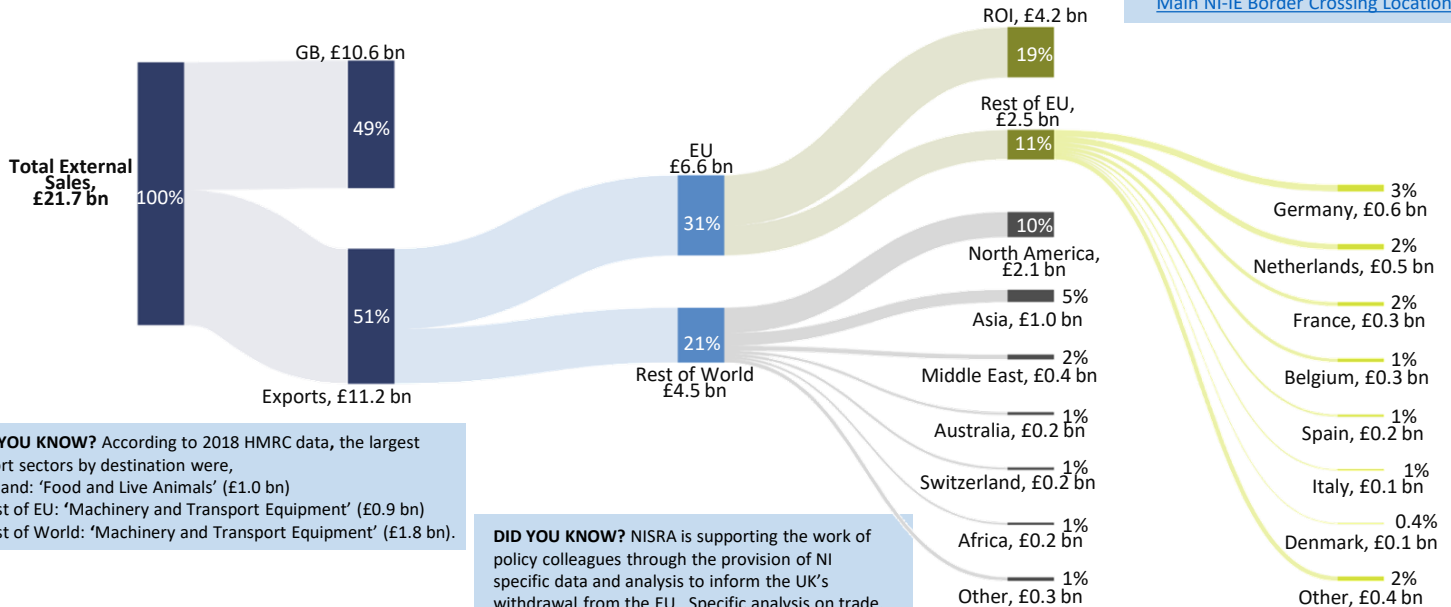 Main NI-IE Border Crossing Location
Total External
Sales,
£21.7 bn
100%
GB, £10.6 bn
49%
51%
Exports, £11.2 bn
EU
£6.6 bn
31%
21%
Rest of World
£4.5 bn
ROI, £4.2 bn
19%
Rest of EU,
£2.5 bn
11%
10%
North America,
£2.1 bn
5%
Asia, £1.0 bn
2%
Middle East, £0.4 bn
1%
Australia, £0.2 bn
1%
Switzerland, £0.2 bn
1%
Africa, £0.2 bn
1%
Other, £0.3 bn
3%
Germany, £0.6 bn
2%
Netherlands, £0.5 bn
2%
France, £0.3 bn
1%
Belgium, £0.3 bn
1%
Spain, £0.2 bn
1%
Italy, £0.1 bn
0.4%
Denmark, £0.1 bn
2%
Other, £0.4 bn
YOU KNOW? According to 2018 HMRC data, the largest
ort sectors by destination were,
and: 'Food and Live Animals' (£1.0 bn)
st of EU: 'Machinery and Transport Equipment' (£0.9 bn)
st of World: 'Machinery and Transport Equipment' (£1.8 bn).
DID YOU KNOW? NISRA is supporting the work of
policy colleagues through the provision of NI
specific data and analysis to inform the UK's
withdrawal from the EU. Specific analysis on trade